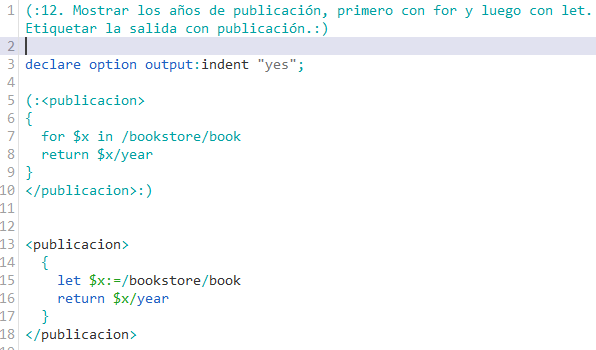 1 (:12. Mostrar los años de publicación, primero con for y luego con let.
Etiquetar la salida con publicación.:)
2
3 declare option output:indent "yes";
4
5 (:<publicacion>
6 {
7 for $x in /bookstore/book
8 return $x/year
9 }
10 </publicacion>:)
11
12
13 <publicacion>
14 {
15 let $x:=/bookstore/book
16 return $x/year
17 }
18 </publicacion>